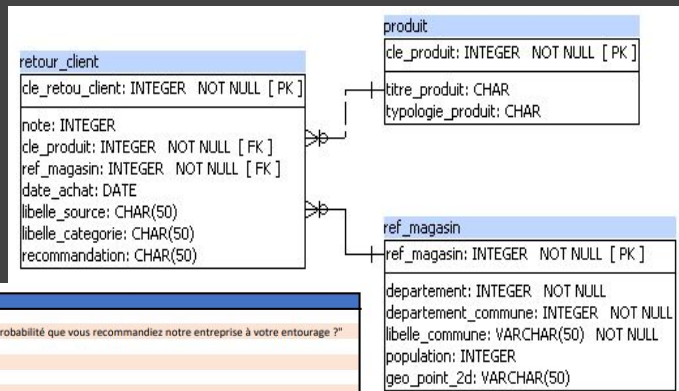 retour_client
cle_retou_client: INTEGER NOT NULL [ PK ]
note: INTEGER
cle_produit: INTEGER NOT NULL [ FK ]
ref_magasin: INTEGER NOT NULL [ FK ]
date_achat: DATE
libelle_source: CHAR(50)
libelle_categorie: CHAR(50)
recommandation: CHAR(50)
produit
cle_produit: INTEGER NOT NULL [ PK ]
titre_produit: CHAR
typologie_produit: CHAR
ref_magasin
ref_magasin: INTEGER NOT NULL [ PK ]
departement: INTEGER NOT NULL
departement_commune: INTEGER NOT NULL
libelle_commune: VARCHAR(50) NOT NULL
population: INTEGER
geo_point_2d: VARCHAR(50)
robabilité que vous recommandiez notre entreprise à votre entourage ?"